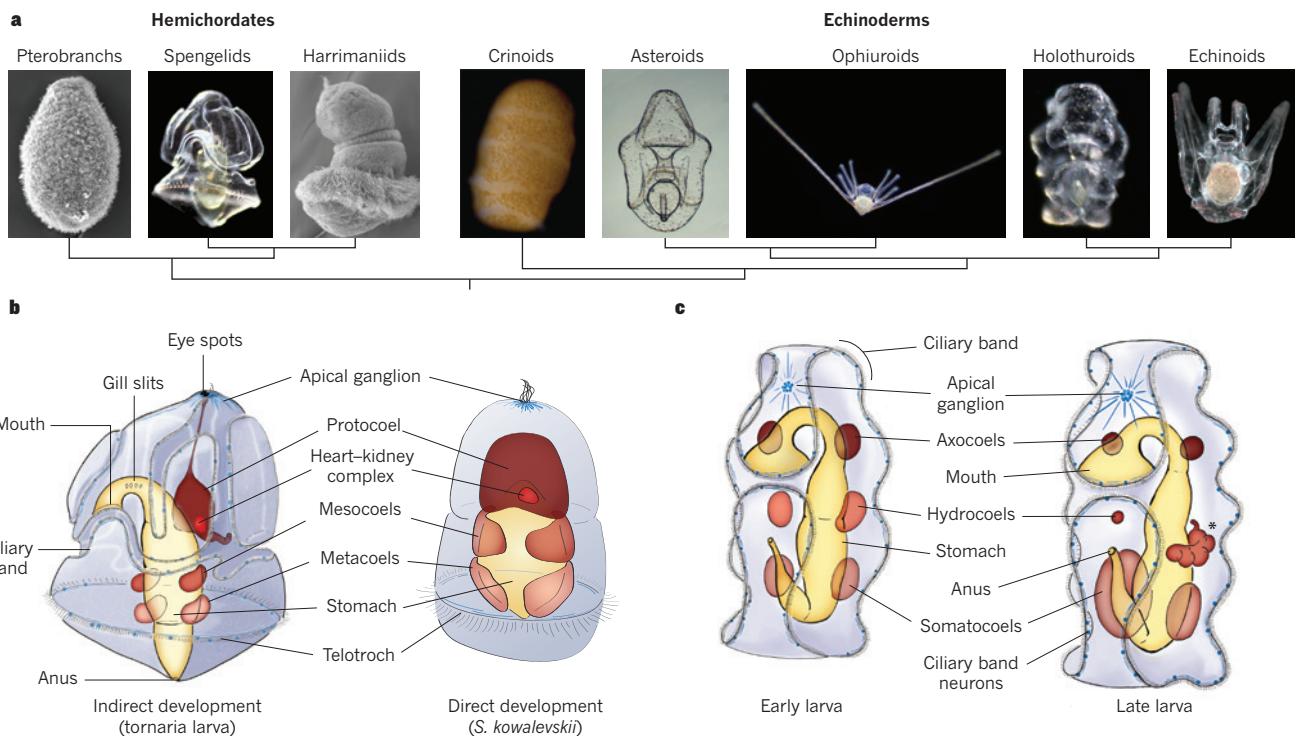 a
Hemichordates
Echinoderms
Pterobranchs
Spengelids
Harrimaniids
Crinoids
Asteroids
Ophiuroids
Holothuroids
Echinoids
b
Eye spots
Gill slits
Mouth
Apical ganglion
Protocoel
Heart–kidney
complex
Mesocoels
iliary
and
Metacoels
Stomach
Telotroch
Anus
Indirect development
(tornaria larva)
Direct development
(S. kowalevskii)
c
Ciliary band
Apical
ganglion
Axocoels
Mouth
Hydrocoels
*
Stomach
Anus
Somatocoels
Ciliary band
neurons
Early larva
Late larva